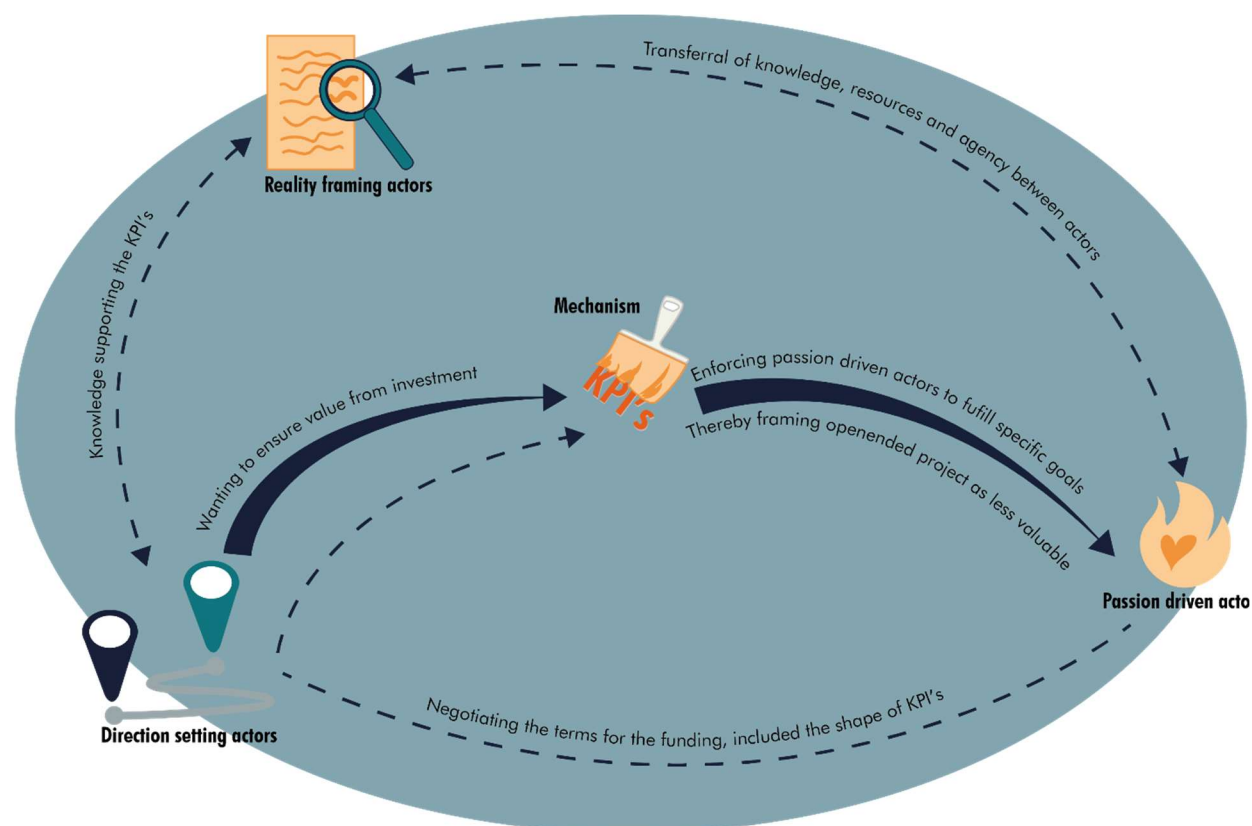 Transferral of knowledge, resources and agency between actors
Reality framing actors
Knowledge supporting the KPI's
Mechanism
KPI's
Wanting to ensure value from investment
Enforcing passion driven actors to fufill specific goals
Thereby framing openended project as less valuable
Passion driven acto
Negotiating the terms for the funding, included the shape of KPI's
Direction setting actors